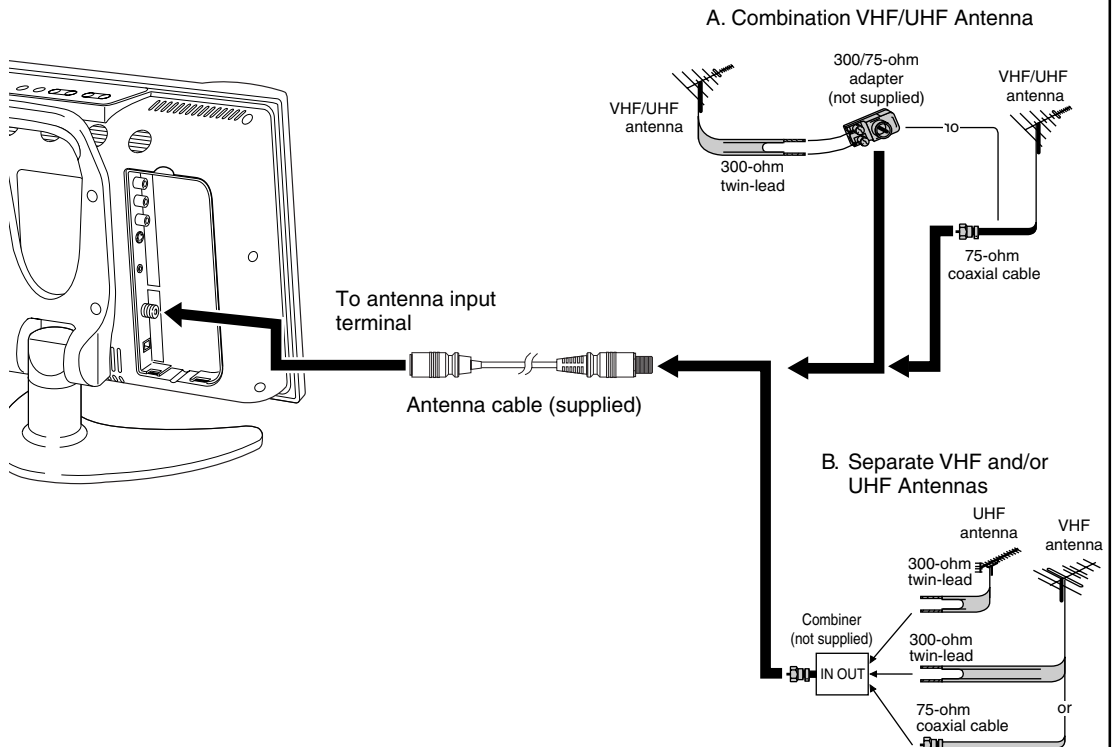 A. Combination VHF/UHF Antenna
300/75-ohm
adapter
(not supplied)
VHF/UHF
antenna
VHF/UHF
antenna
300-ohm
twin-lead
75-ohm
coaxial cable
To antenna input
terminal
Antenna cable (supplied)
B. Separate VHF and/or
UHF Antennas
UHF
antenna
VHF
antenna
300-ohm
twin-lead
Combiner
(not supplied)
IN OUT
300-ohm
twin-lead
or
75-ohm
coaxial cable